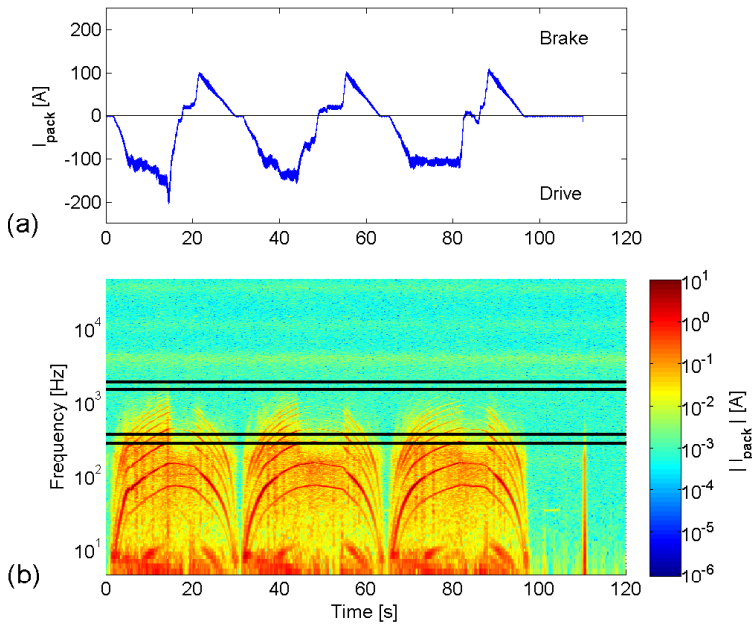 200
100
0
-100
-200
I_pack [A]
Brake
Drive
(a)
0 20 40 60 80 100 120
10^4
10^3
10^2
10^1
Frequency [Hz]
(b)
0 20 40 60 80 100 120
Time [s]
10^1
10^0
10^-1
10^-2
10^-3
10^-4
10^-5
10^-6
| I_pack | [A]